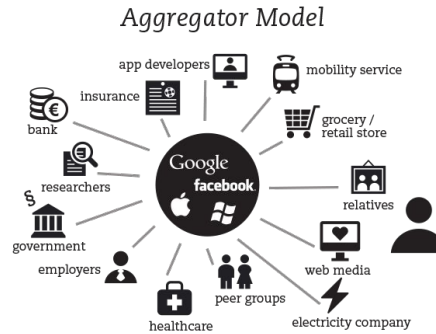 Aggregator Model
app developers
mobility service
insurance
bank
€
grocery /
retail store
Google
facebook
researchers
relatives
§
government
employers
web media
peer groups
healthcare
electricity company